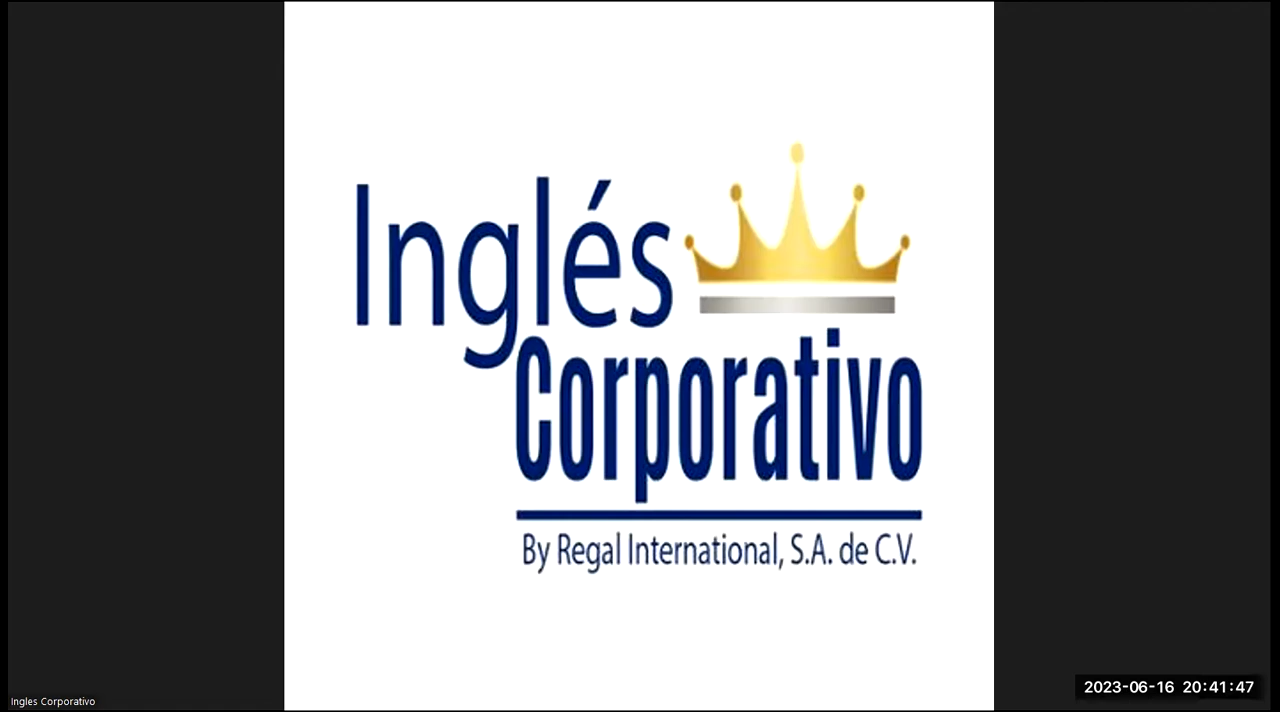 Inglés
Corporativo
By Regal International, S.A. de C.V.
Ingles Corporativo
2023-06-16 20:41:47